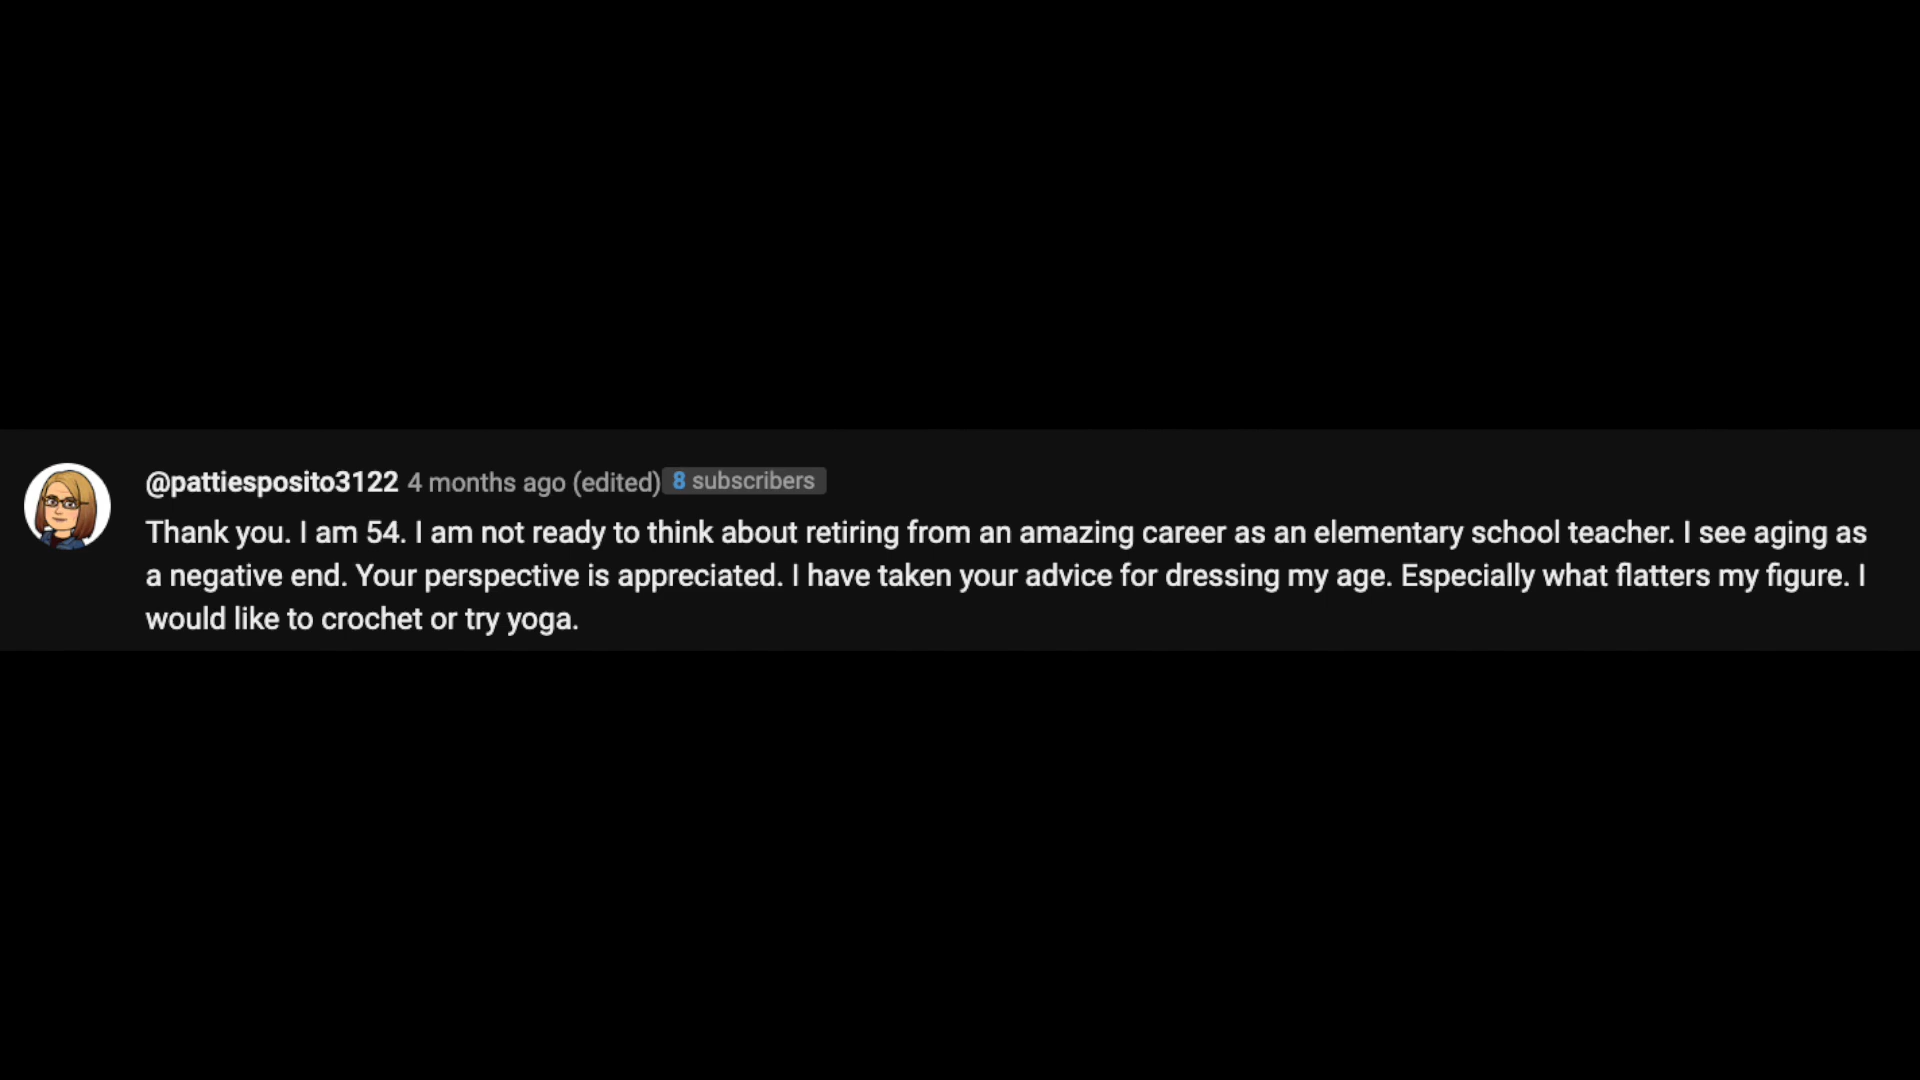 @pattiesposito3122 4 months ago (edited) 8 subscribers
Thank you. I am 54. I am not ready to think about retiring from an amazing career as an elementary school teacher. I see aging as
a negative end. Your perspective is appreciated. I have taken your advice for dressing my age. Especially what flatters my figure. I
would like to crochet or try yoga.